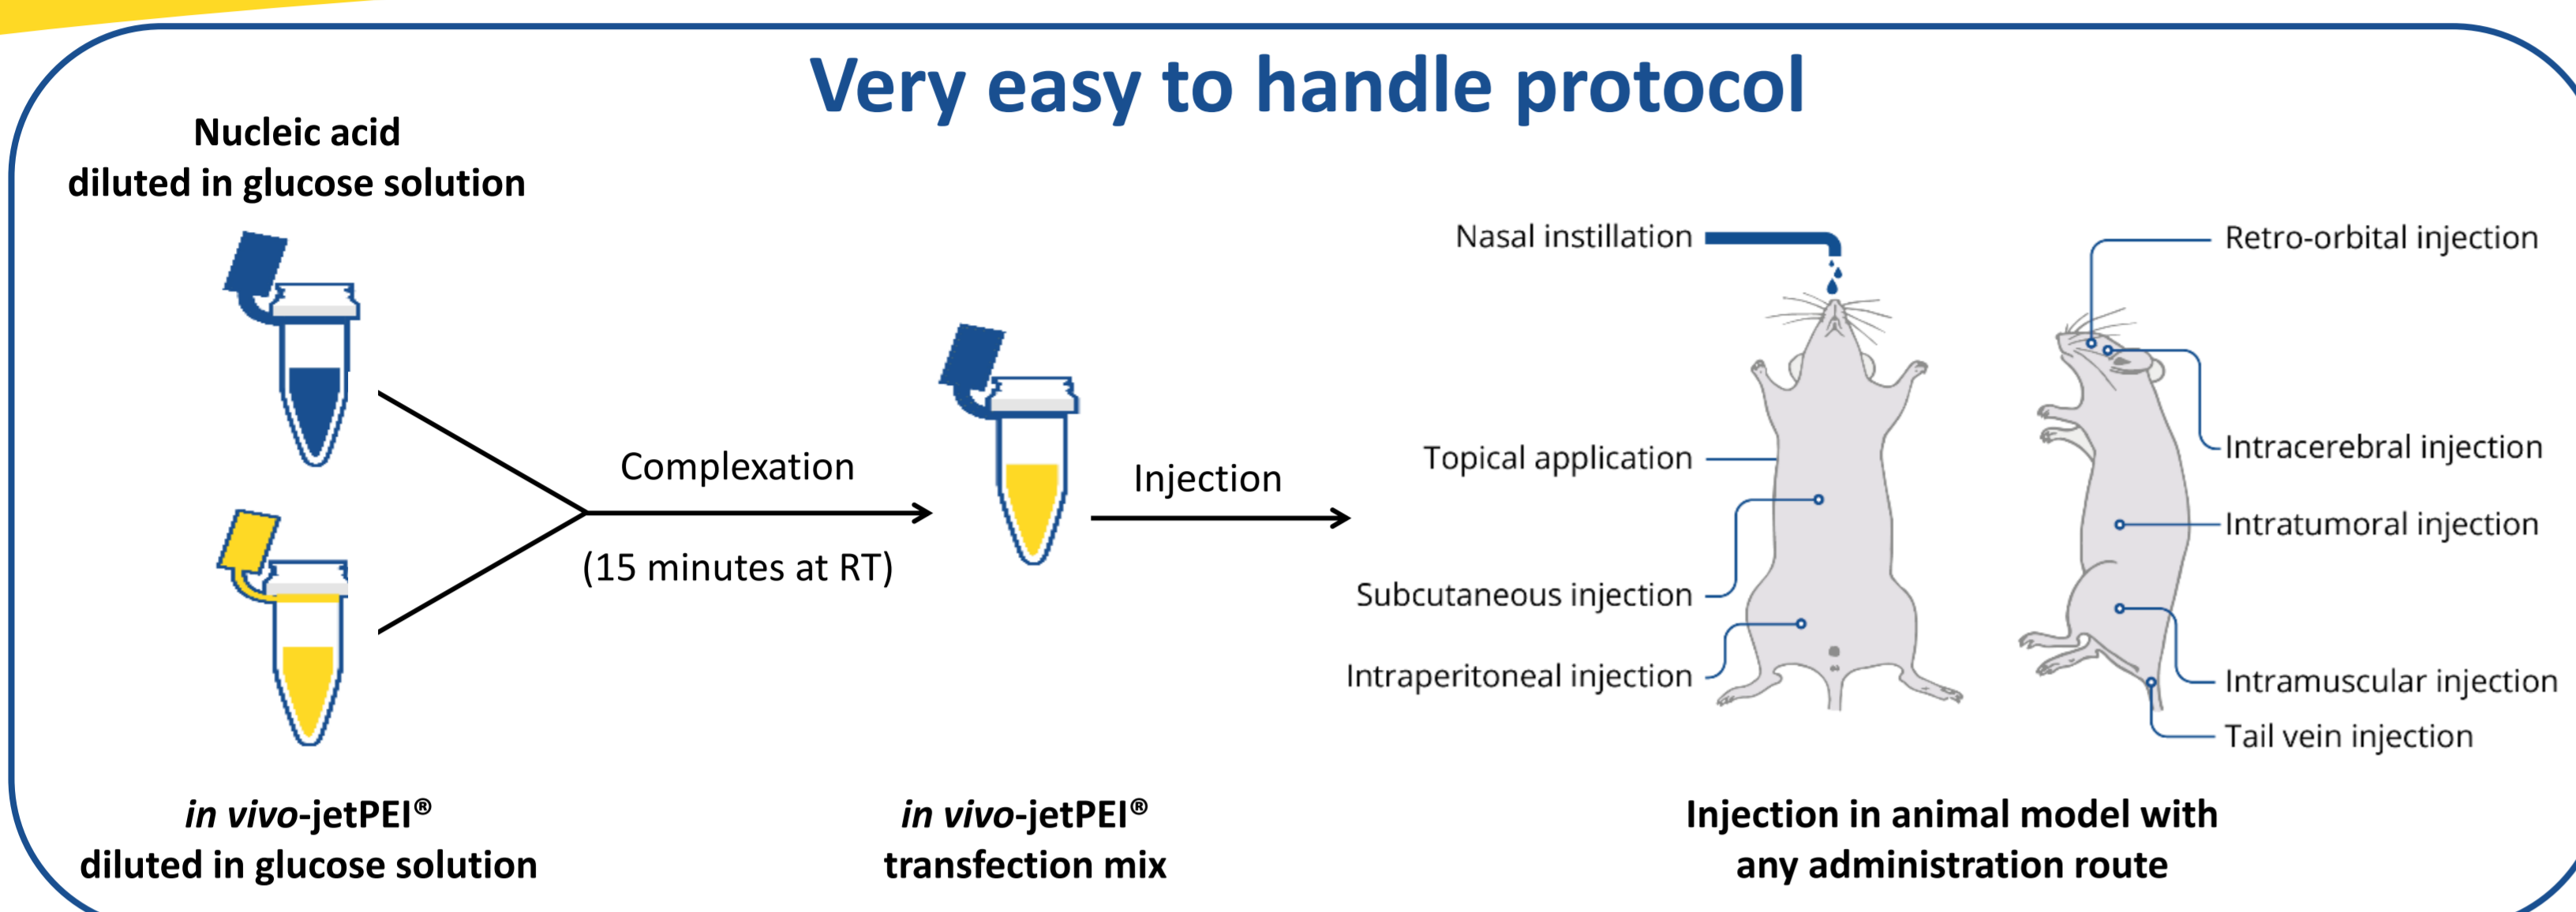 Very easy to handle protocol
Nucleic acid
diluted in glucose solution
in vivo-jetPEI®
diluted in glucose solution
Complexation
(15 minutes at RT)
in vivo-jetPEI®
transfection mix
Injection
Nasal instillation
Topical application
Subcutaneous injection
Intraperitoneal injection
Retro-orbital injection
Intracerebral injection
Intratumoral injection
Intramuscular injection
Tail vein injection
Injection in animal model with
any administration route